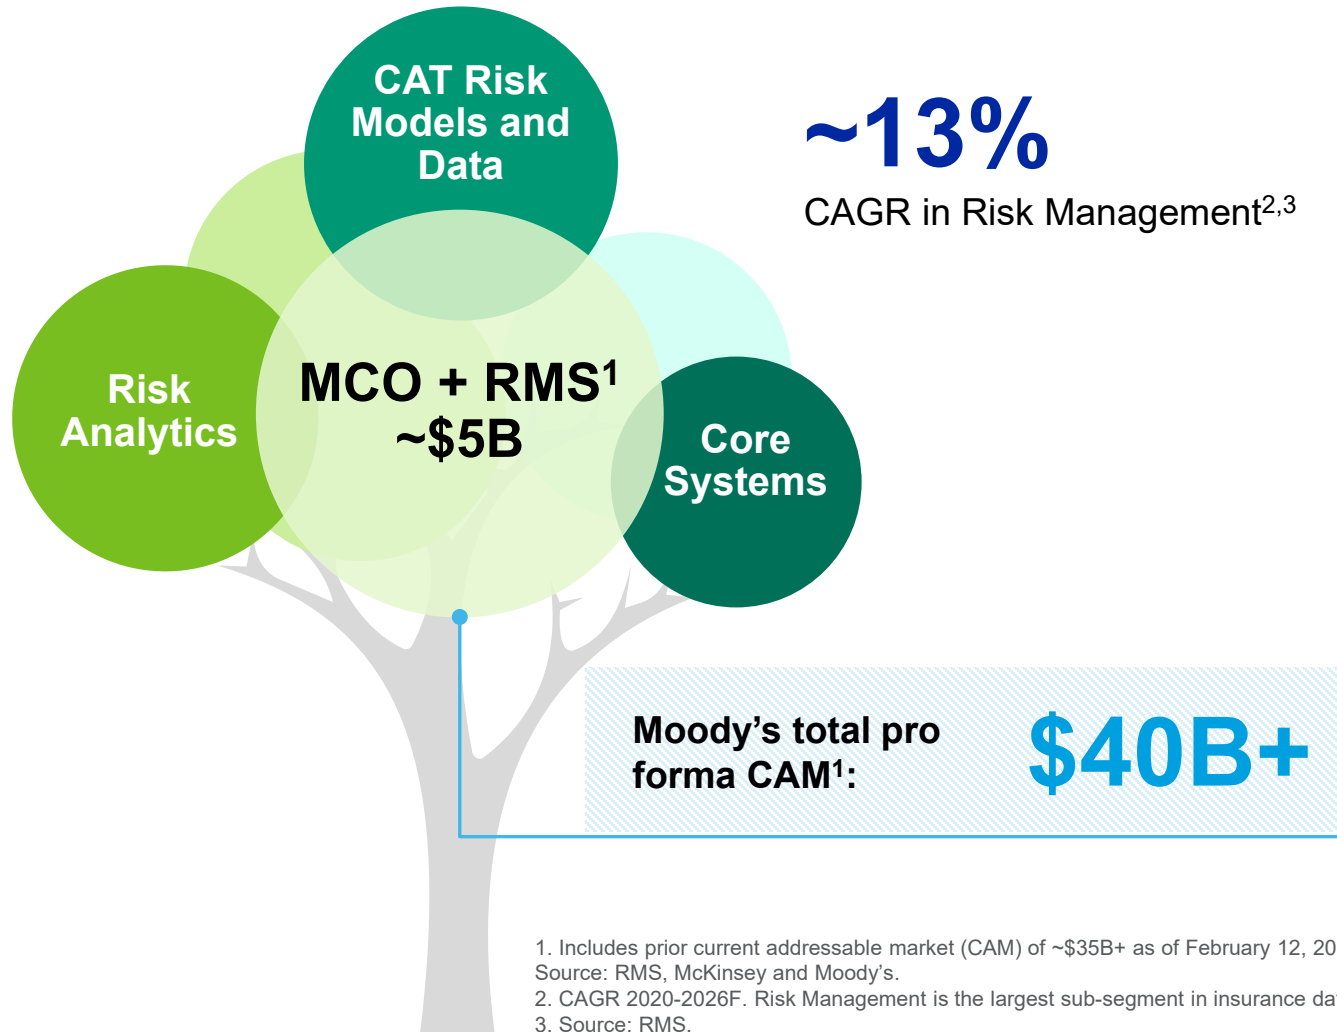 CAT Risk
Models and
Data
~13%
CAGR in Risk Management2,3
Risk
Analytics
MCO + RMS1
~$5B
Core
Systems
Moody’s total pro
forma CAM1:
$40B+
1. Includes prior current addressable market (CAM) of ~$35B+ as of February 12, 20
Source: RMS, McKinsey and Moody’s.
2. CAGR 2020-2026F. Risk Management is the largest sub-segment in insurance da
3. Source: RMS.